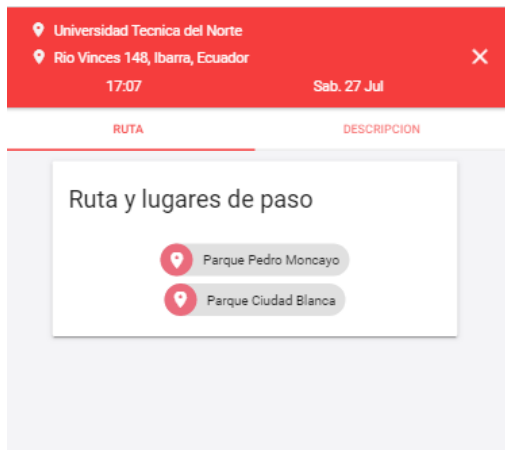 Universidad Tecnica del Norte
Rio Vinces 148, Ibarra, Ecuador
17:07 Sab. 27 Jul
RUTA DESCRIPCION
Ruta y lugares de paso
Parque Pedro Moncayo
Parque Ciudad Blanca